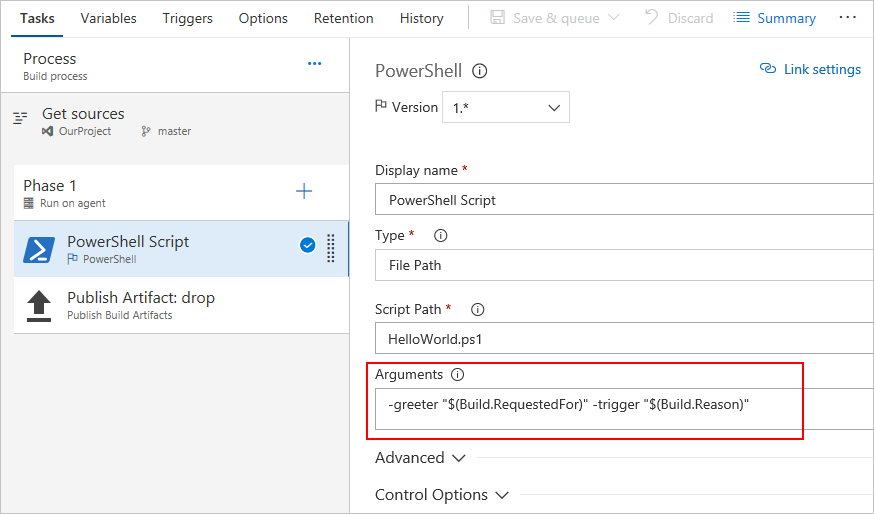 Tasks Variables Triggers Options Retention History Save & queue Discard Summary ...
Process ...
Build process
Get sources
OurProject master
Phase 1
Run on agent
PowerShell Script
PowerShell
Publish Artifact: drop
Publish Build Artifacts
PowerShell Link settings
Version 1.*
Display name *
PowerShell Script
Type *
File Path
Script Path *
HelloWorld.ps1
Arguments
-greeter "$(Build.RequestedFor)" -trigger "$(Build.Reason)"
Advanced
Control Options